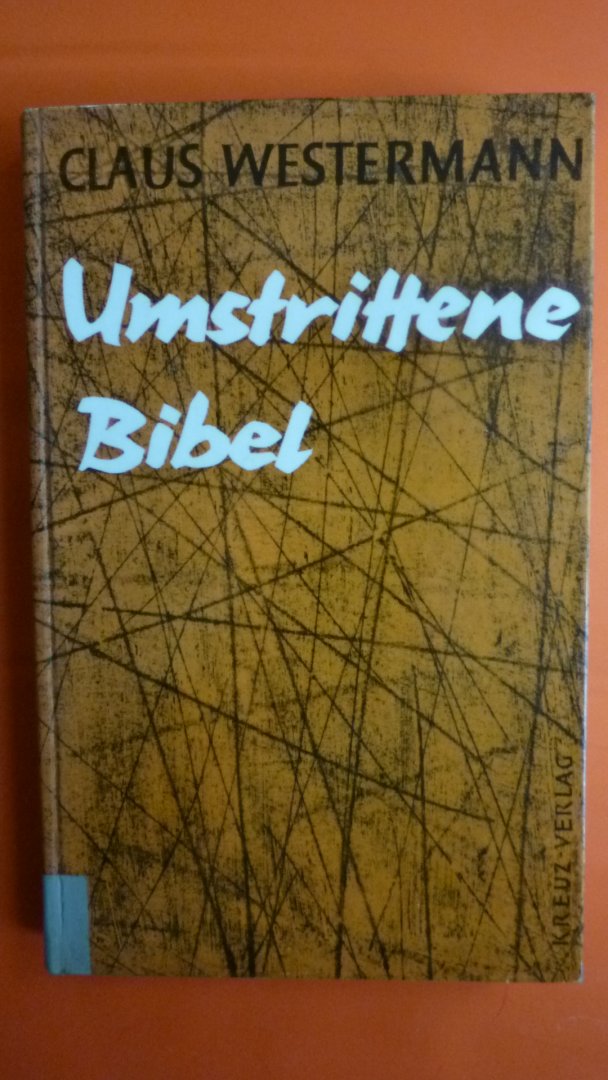 CLAUS WESTERMANN
Umstrittene
Bibel
KREUZ-VERLAG